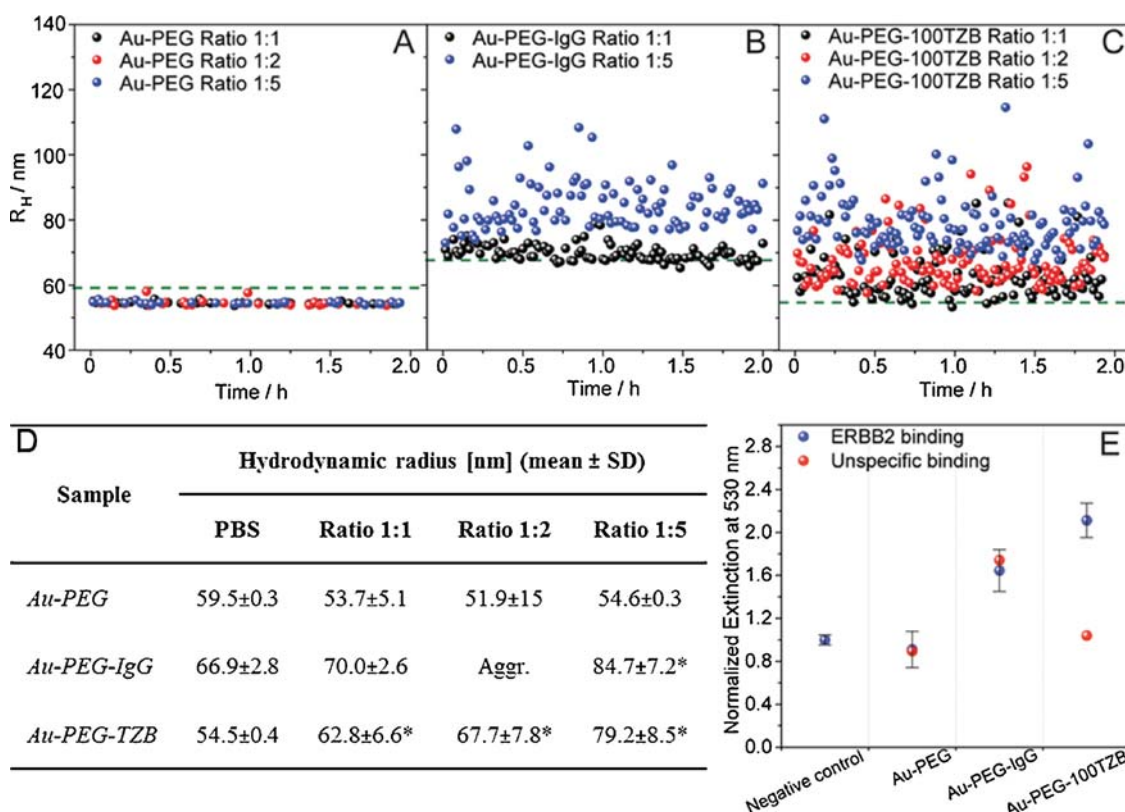 A
Au-PEG Ratio 1:1
Au-PEG Ratio 1:2
Au-PEG Ratio 1:5
B
Au-PEG-IgG Ratio 1:1
Au-PEG-IgG Ratio 1:5
C
Au-PEG-100TZB Ratio 1:1
Au-PEG-100TZB Ratio 1:2
Au-PEG-100TZB Ratio 1:5
140
120
100
80
60
40
R_H / nm
0 0.5 1.0 1.5 2.0
Time / h
0 0.5 1.0 1.5 2.0
Time / h
0 0.5 1.0 1.5 2.0
Time / h
D
Hydrodynamic radius [nm] (mean ± SD)
Sample
PBS Ratio 1:1 Ratio 1:2 Ratio 1:5
Au-PEG 59.5±0.3 53.7±5.1 51.9±15 54.6±0.3
Au-PEG-IgG 66.9±2.8 70.0±2.6 Aggr. 84.7±7.2*
Au-PEG-TZB 54.5±0.4 62.8±6.6* 67.7±7.8* 79.2±8.5*
E
ERBB2 binding
Unspecific binding
Normalized Extinction at 530 nm
2.8
2.4
2.0
1.6
1.2
0.8
0.4
0.0
Negative control
Au-PEG
Au-PEG-IgG
Au-PEG-100TZB